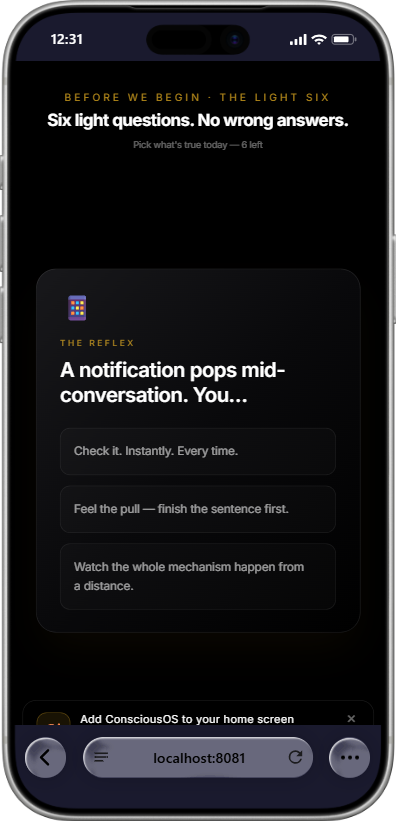 12:31
BEFORE WE BEGIN · THE LIGHT SIX
Six light questions. No wrong answers.
Pick what's true today — 6 left
THE REFLEX
A notification pops mid-
conversation. You...
Check it. Instantly. Every time.
Feel the pull — finish the sentence first.
Watch the whole mechanism happen from
a distance.
Add ConsciousOS to your home screen
×
localhost:8081